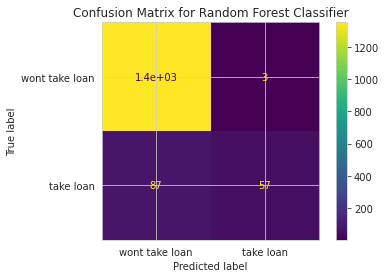 Confusion Matrix for Random Forest Classifier
wont take loan
1.4e+03
3
1200
1000
800
600
400
200
True label
take loan
87
57
wont take loan
take loan
Predicted label